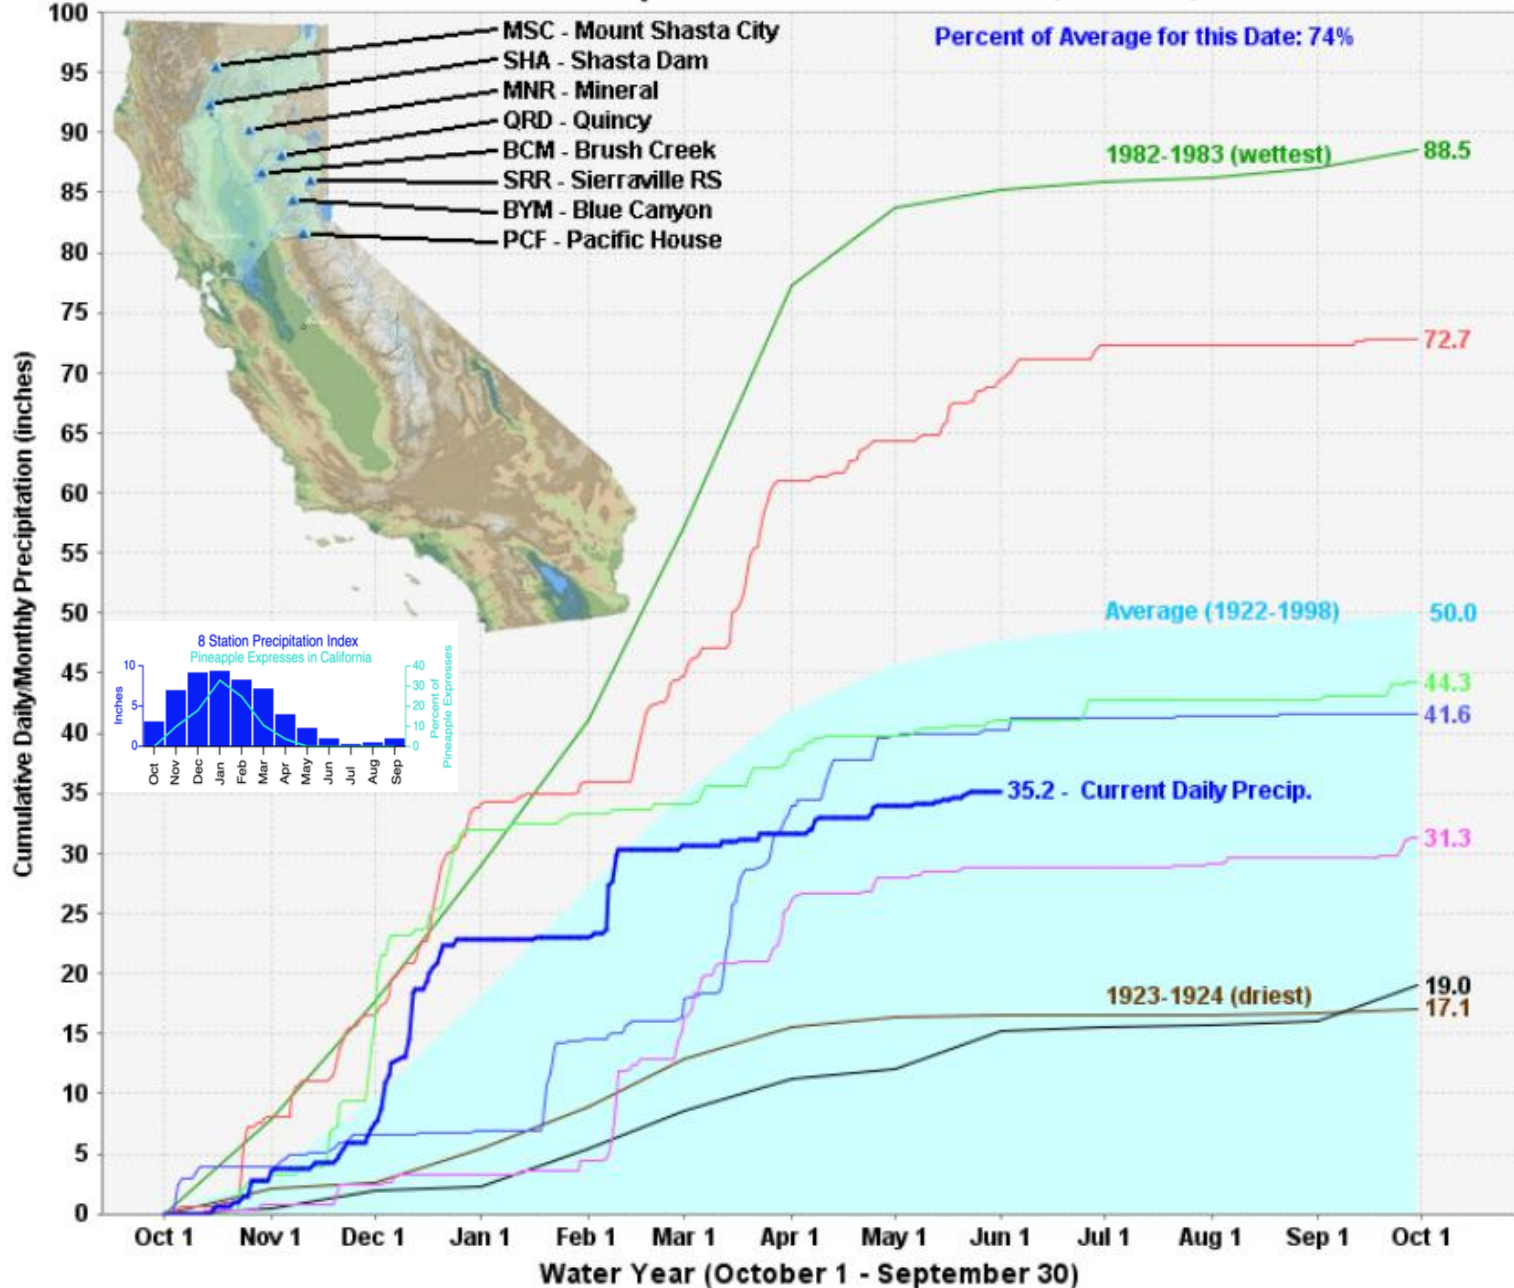 100
95
90
85
80
75
70
65
60
55
50
45
40
35
30
25
20
15
10
5
0
Cumulative Daily/Monthly Precipitation (inches)
MSC - Mount Shasta City
SHA - Shasta Dam
MNR - Mineral
QRD - Quincy
BCM - Brush Creek
SRR - Sierraville RS
BYM - Blue Canyon
PCF - Pacific House
Percent of Average for this Date: 74%
1982-1983 (wettest)
88.5
72.7
Average (1922-1998)
50.0
44.3
41.6
35.2 - Current Daily Precip.
31.3
1923-1924 (driest)
19.0
17.1
8 Station Precipitation Index
Pineapple Expresses in California
10
5
0
Inches
40
30
20
10
0
Percent of
Pineapple Expresses
Oct Nov Dec Jan Feb Mar Apr May Jun Jul Aug Sep
Oct 1 Nov 1 Dec 1 Jan 1 Feb 1 Mar 1 Apr 1 May 1 Jun 1 Jul 1 Aug 1 Sep 1 Oct 1
Water Year (October 1 - September 30)